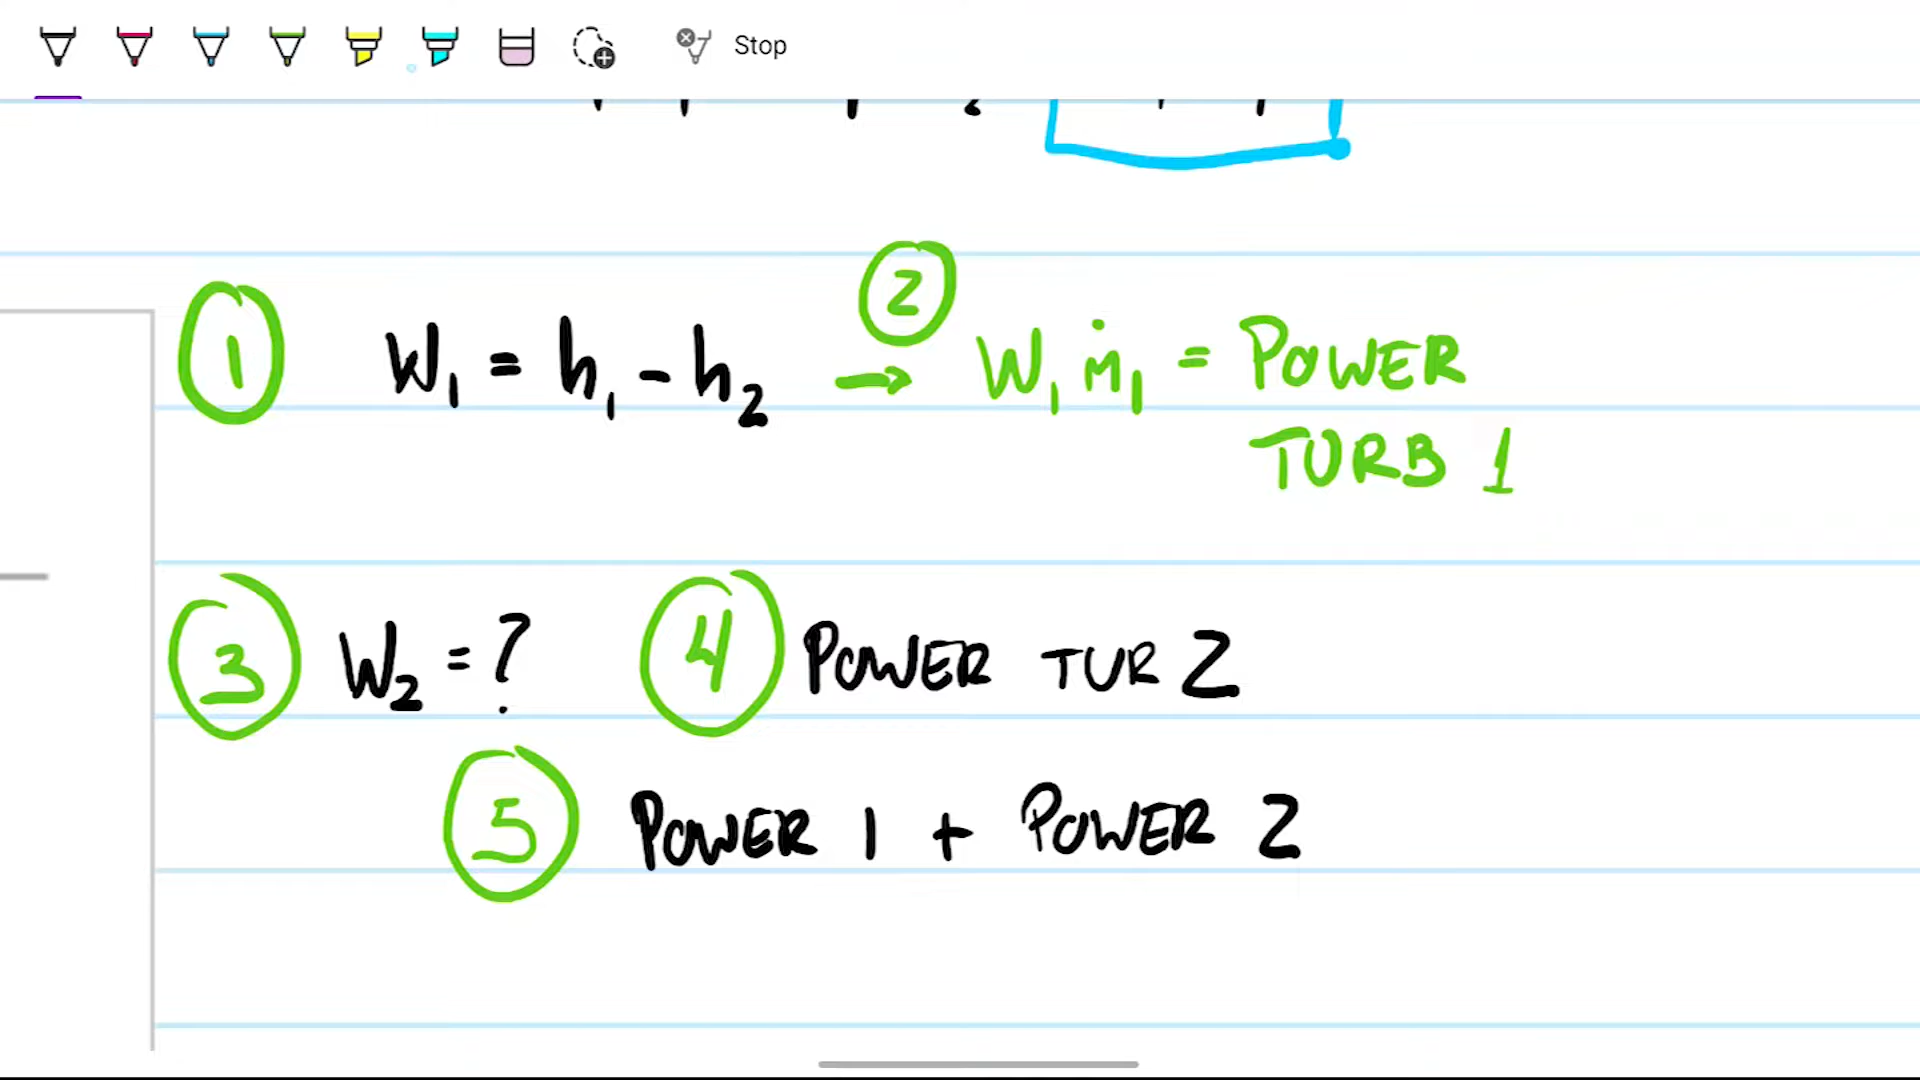 Stop
① W₁ = h₁ - h₂ → ② W₁ ṁ₁ = POWER
TURB 1
③ W₂ = ? ④ POWER TUR 2
⑤ POWER 1 + POWER 2